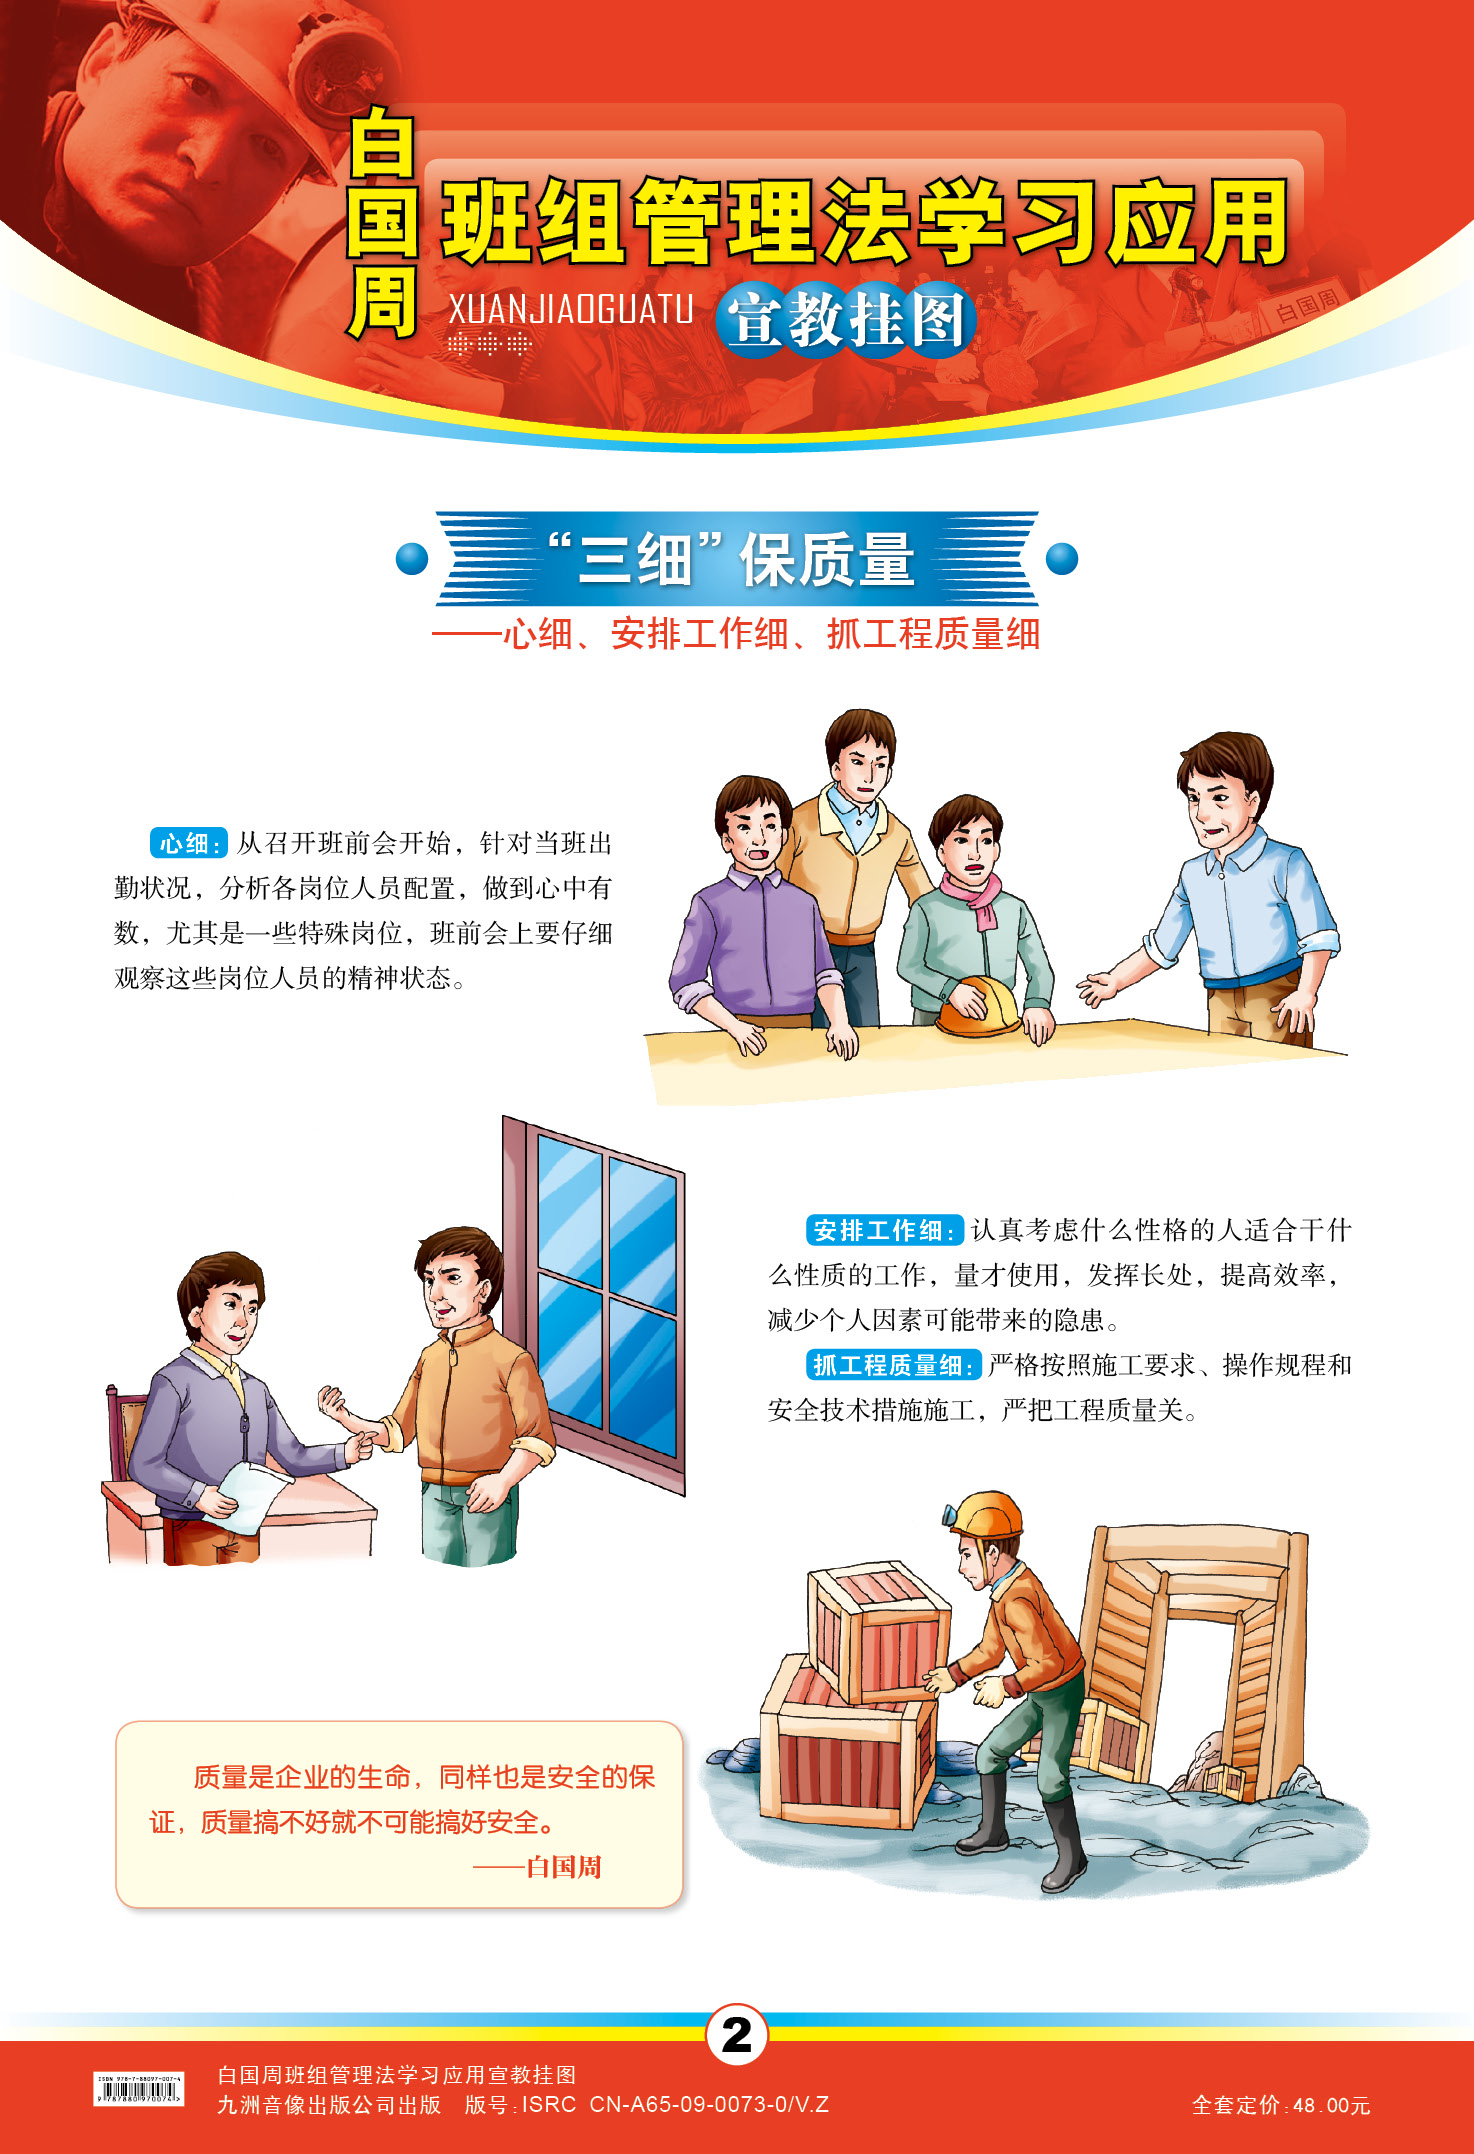 白国周
班组管理法学习应用
XUANJIAOGUATU 宣教挂图
白国周
“三细”保质量
——心细、安排工作细、抓工程质量细
心细：从召开班前会开始，针对当班出
勤状况，分析各岗位人员配置，做到心中有
数，尤其是一些特殊岗位，班前会上要仔细
观察这些岗位人员的精神状态。
安排工作细：认真考虑什么性格的人适合干什
么性质的工作，量才使用，发挥长处，提高效率，
减少个人因素可能带来的隐患。
抓工程质量细：严格按照施工要求、操作规程和
安全技术措施施工，严把工程质量关。
质量是企业的生命，同样也是安全的保
证，质量搞不好就不可能搞好安全。
——白国周
2
ISBN 978-7-88097-007-4
9 787880 970074 >
白国周班组管理法学习应用宣教挂图
九洲音像出版公司出版 版号:ISRC CN-A65-09-0073-0/V.Z
全套定价:48.00元